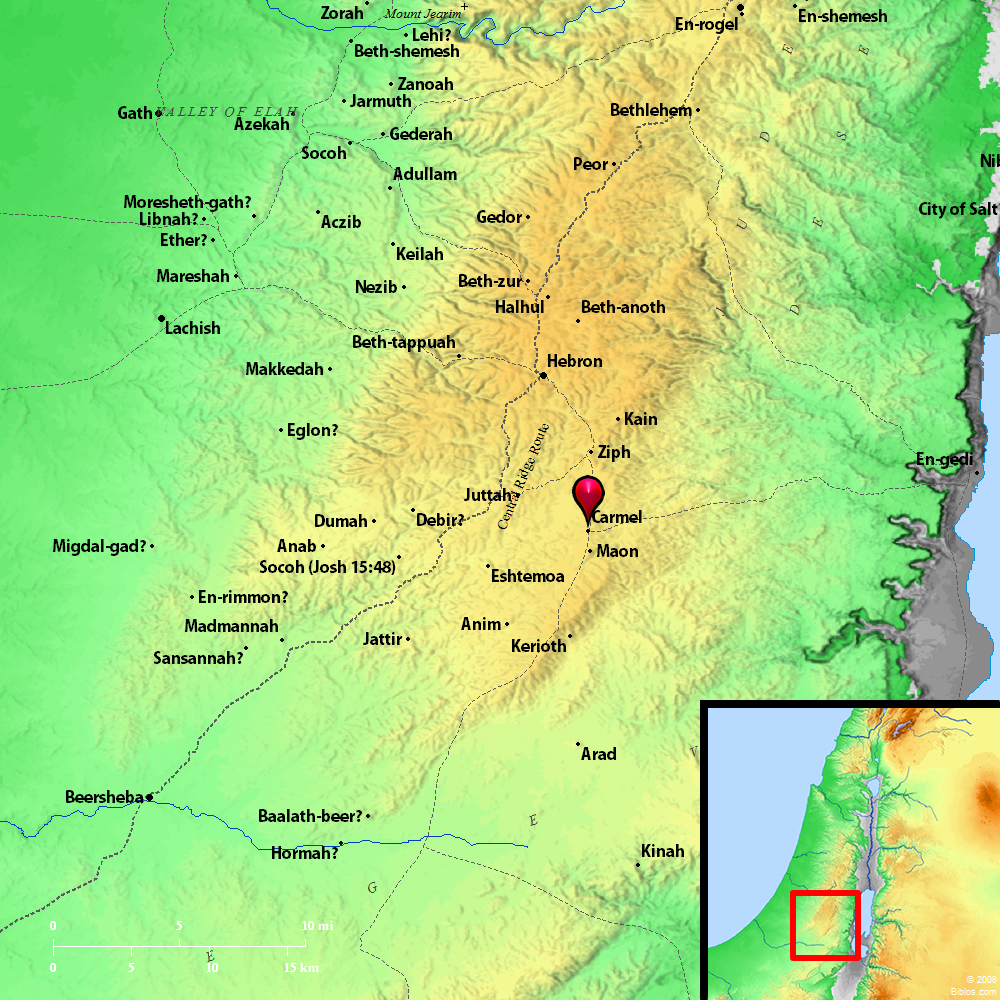 Zorah
Mount Jearim
En-rogel
En-shemesh
Lehi?
Beth-shemesh
Zanoah
Jarmuth
Gath
VALLEY OF ELAH
Azekah
Bethlehem
Gederah
Socoh
Peor
Nib
Adullam
Moresheth-gath?
Libnah?
Aczib
Gedor
City of Salt
Ether?
Keilah
Mareshah
Nezib
Beth-zur
Halhul
Beth-anoth
Lachish
Beth-tappuah
Hebron
Makkedah
Kain
Eglon?
Ziph
Central Ridge Route
En-gedi
Juttah
Carmel
Dumah
Debir?
Migdal-gad?
Anab
Maon
Socoh (Josh 15:48)
Eshtemoa
En-rimmon?
Madmannah
Anim
Jattir
Kerioth
Sansannah?
Arad
Beersheba
Baalath-beer?
Hormah?
Kinah
J U D E
D E S E
N E G E V
0 5 10 mi
0 5 10 15 km
© 2006
Biblos.com